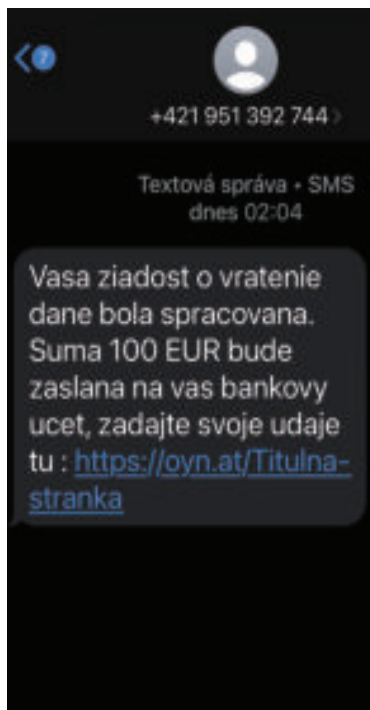 7
+421 951 392 744 >
Textová správa • SMS
dnes 02:04
Vasa ziadost o vratenie
dane bola spracovana.
Suma 100 EUR bude
zaslana na vas bankovy
ucet, zadajte svoje udaje
tu : https://oyn.at/Titulna-
stranka